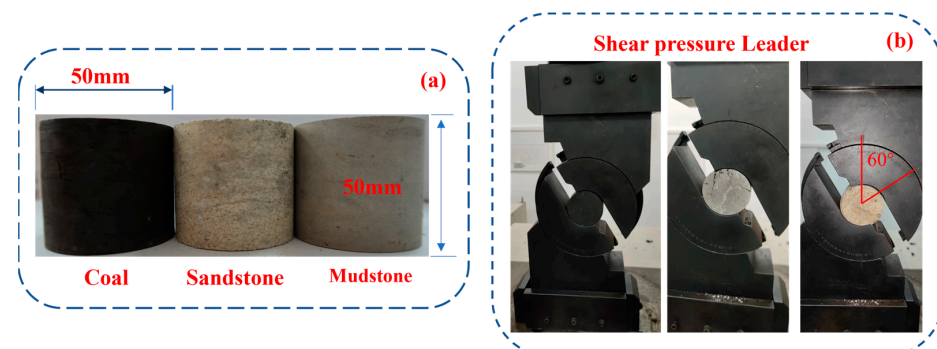 50mm
(a)
50mm
Coal
Sandstone
Mudstone
Shear pressure Leader
(b)
60°